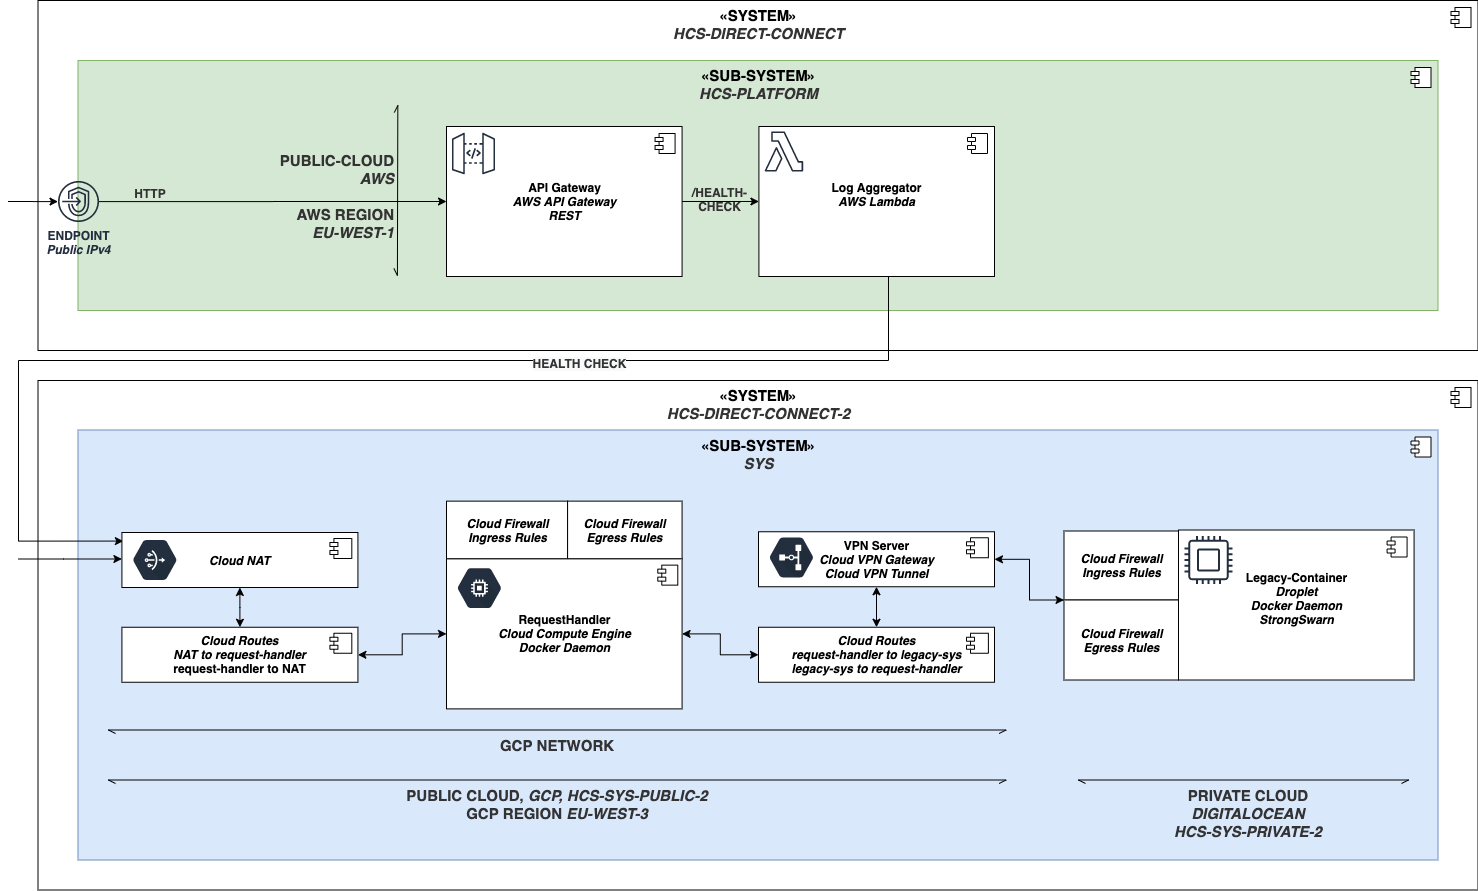 «SYSTEM»
HCS-DIRECT-CONNECT
«SUB-SYSTEM»
HCS-PLATFORM
PUBLIC-CLOUD
AWS
AWS REGION
EU-WEST-1
HTTP
ENDPOINT
Public IPv4
API Gateway
AWS API Gateway
REST
/HEALTH-
CHECK
Log Aggregator
AWS Lambda
HEALTH CHECK
«SYSTEM»
HCS-DIRECT-CONNECT-2
«SUB-SYSTEM»
SYS
Cloud NAT
Cloud Routes
NAT to request-handler
request-handler to NAT
Cloud Firewall
Ingress Rules
Cloud Firewall
Egress Rules
RequestHandler
Cloud Compute Engine
Docker Daemon
VPN Server
Cloud VPN Gateway
Cloud VPN Tunnel
Cloud Routes
request-handler to legacy-sys
legacy-sys to request-handler
Cloud Firewall
Ingress Rules
Cloud Firewall
Egress Rules
Legacy-Container
Droplet
Docker Daemon
StrongSwarn
GCP NETWORK
PUBLIC CLOUD, GCP, HCS-SYS-PUBLIC-2
GCP REGION EU-WEST-3
PRIVATE CLOUD
DIGITALOCEAN
HCS-SYS-PRIVATE-2